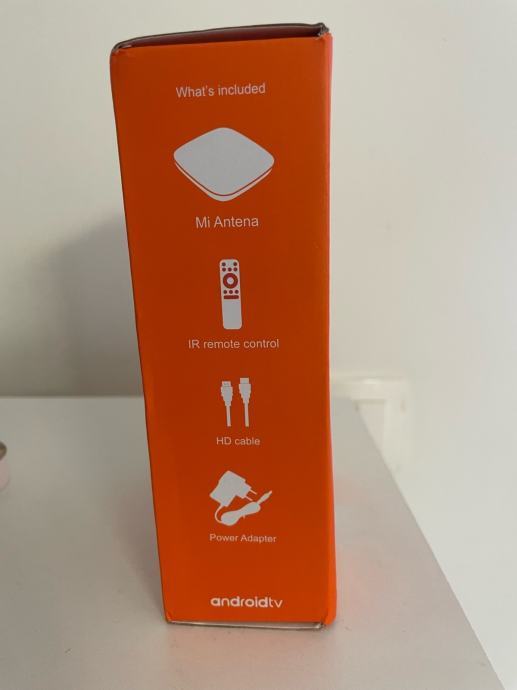 What's included
Mi Antena
IR remote control
HD cable
Power Adapter
androidtv